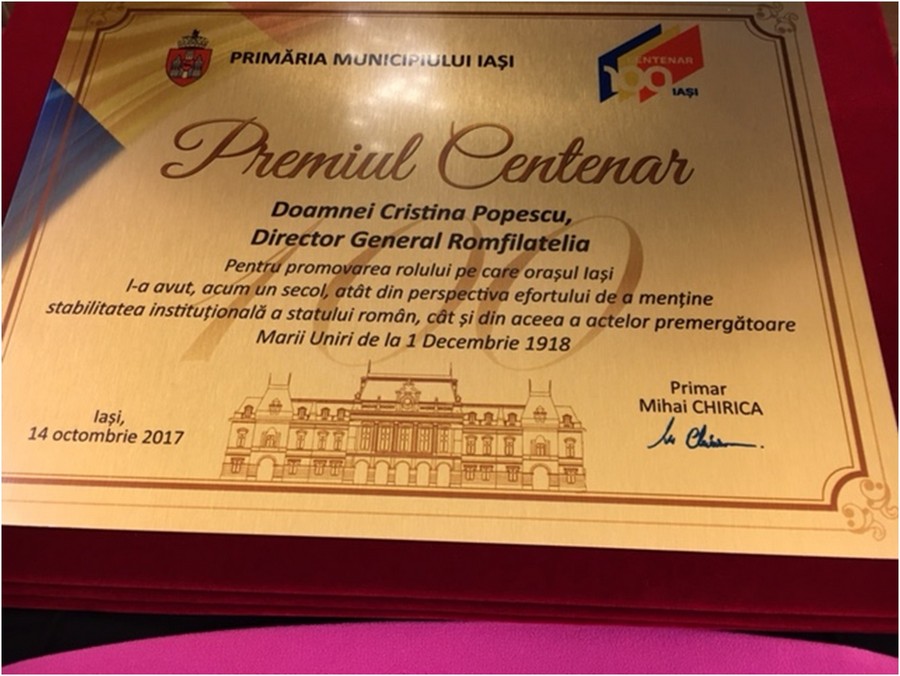 PRIMĂRIA MUNICIPIULUI IAȘI
CENTENAR
100
IAȘI
Premiul Centenar
100
Doamnei Cristina Popescu,
Director General Romfilatelia
Pentru promovarea rolului pe care orașul Iași
l-a avut, acum un secol, atât din perspectiva efortului de a menține
stabilitatea instituțională a statului român, cât și din aceea a actelor premergătoare
Marii Uniri de la 1 Decembrie 1918
Iași,
14 octombrie 2017
Primar
Mihai CHIRICA